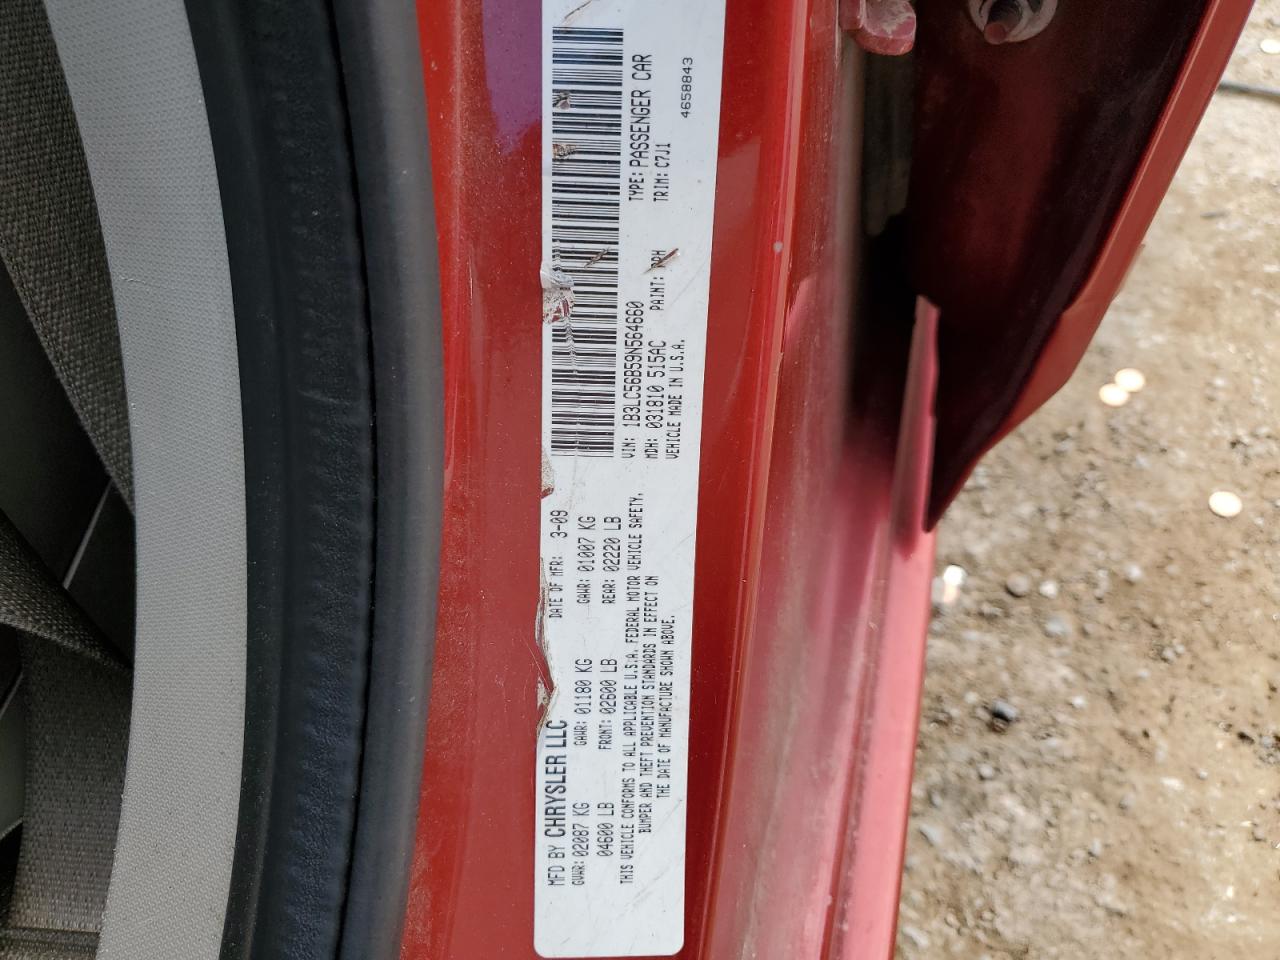 MFD BY CHRYSLER LLC
DATE OF MFR: 3-09
GVWR: 02087 KG
GAWR: 01180 KG
GAWR: 01007 KG
04600 LB
FRONT: 02600 LB
REAR: 02220 LB
THIS VEHICLE CONFORMS TO ALL APPLICABLE U.S.A. FEDERAL MOTOR VEHICLE SAFETY,
BUMPER AND THEFT PREVENTION STANDARDS IN EFFECT ON
THE DATE OF MANUFACTURE SHOWN ABOVE.
VIN: 1B3LC56B59N564660
TYPE: PASSENGER CAR
MDH: 031810 515AC
PAINT: PRH
TRIM: C7J1
VEHICLE MADE IN U.S.A.
4658843